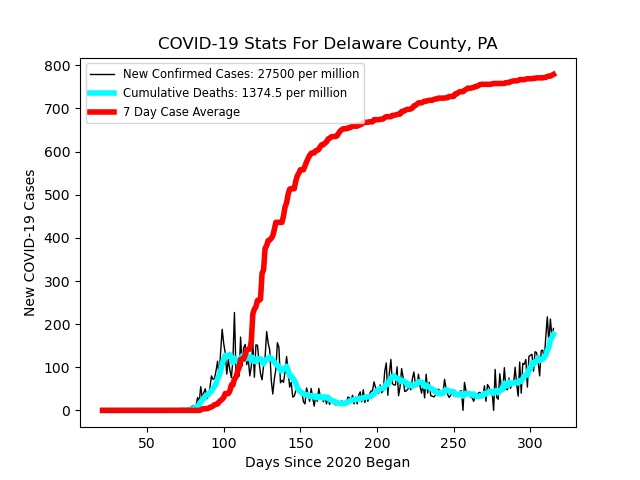 COVID-19 Stats For Delaware County, PA
New Confirmed Cases: 27500 per million
Cumulative Deaths: 1374.5 per million
7 Day Case Average
New COVID-19 Cases
800
700
600
500
400
300
200
100
0
50 100 150 200 250 300
Days Since 2020 Began